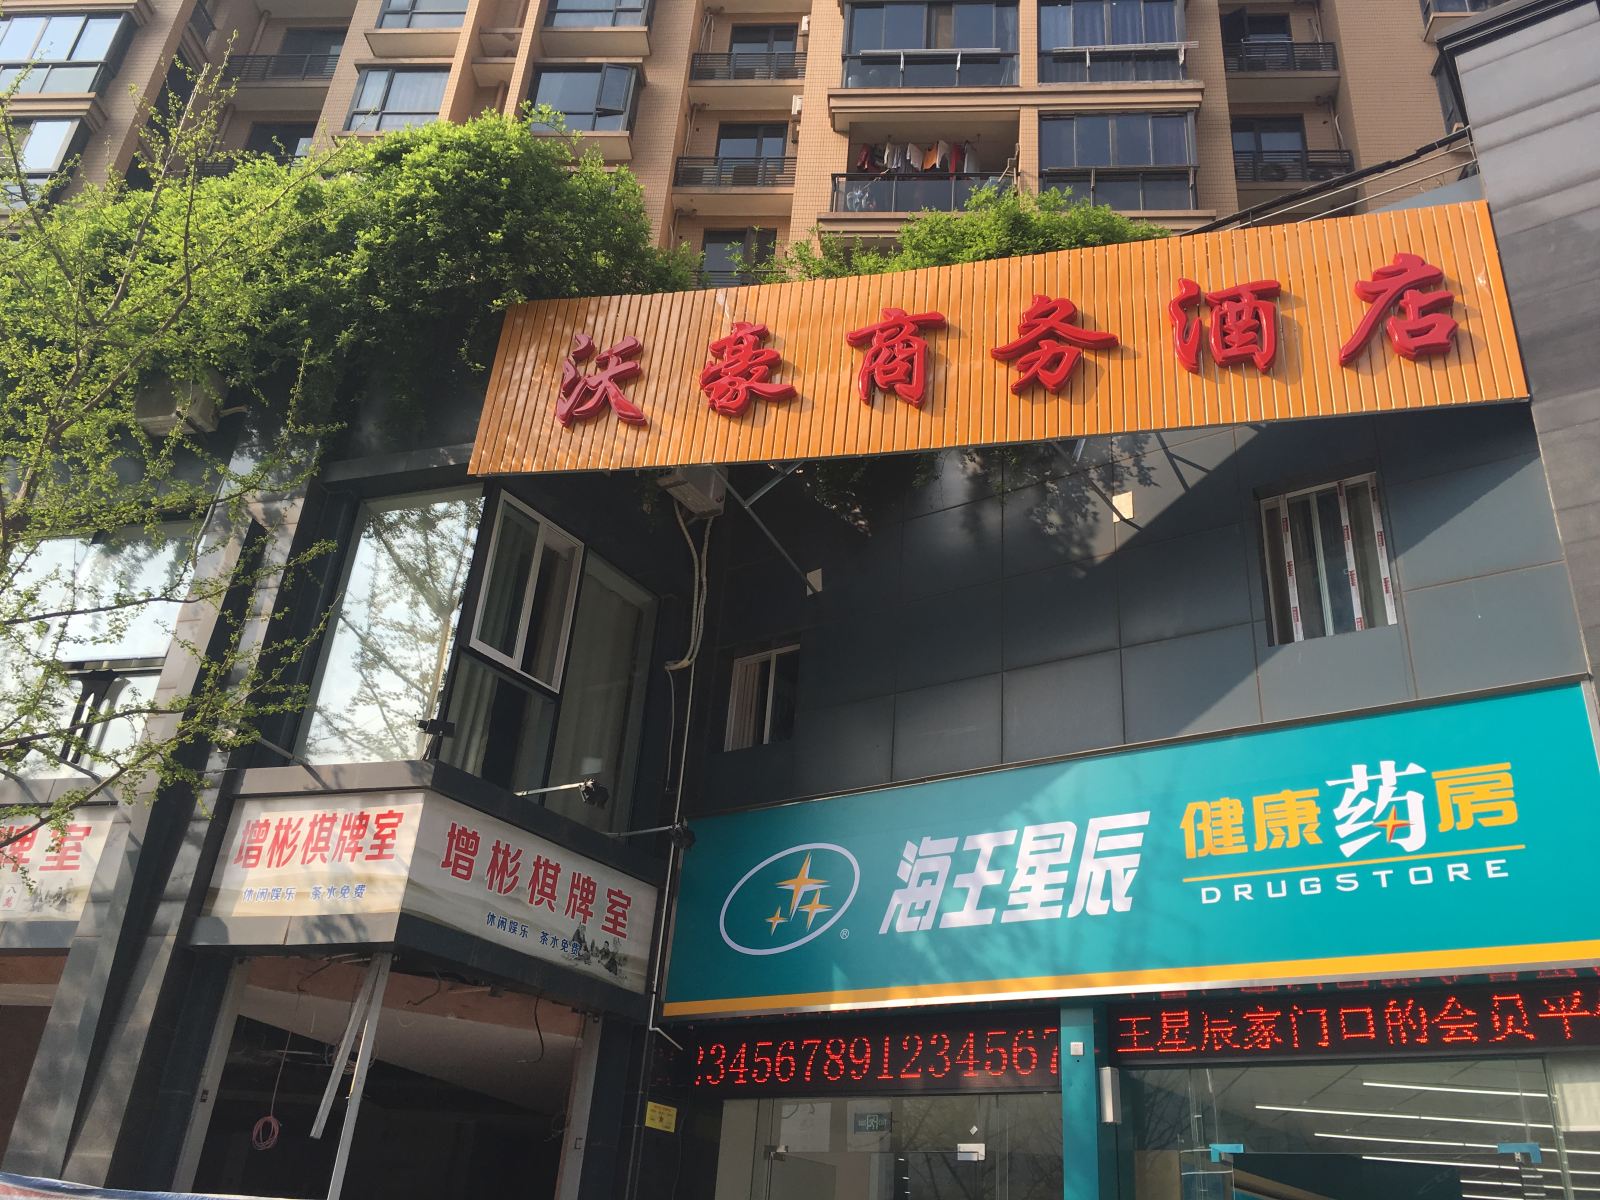 沃豪商务酒店
牌室
增彬棋牌室
休闲娱乐 茶水免费
增彬棋牌室
休闲娱乐 茶水免费
海王星辰 健康药房
DRUGSTORE
®
234567891234567
王星辰家门口的会员平